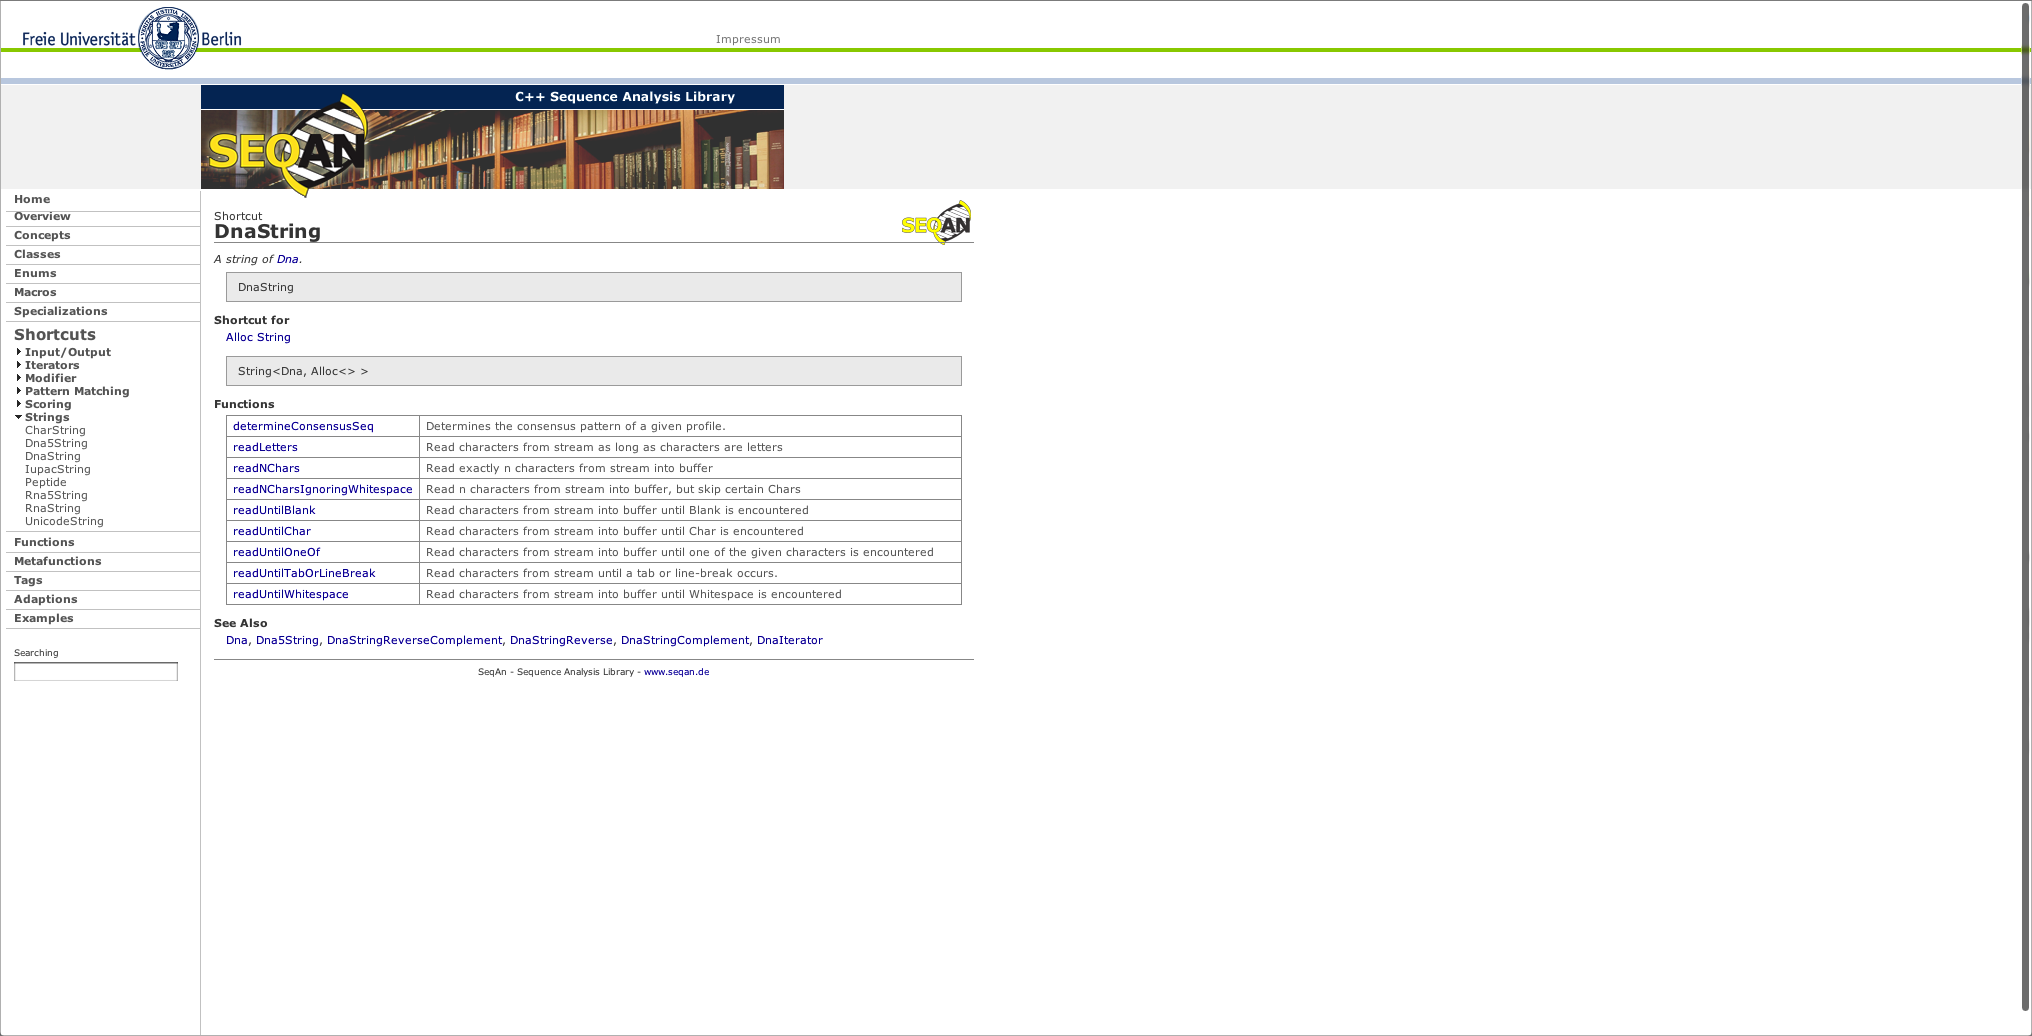 Freie Universität Berlin
Impressum
C++ Sequence Analysis Library
SEQAN
Home
Overview
Concepts
Classes
Enums
Macros
Specializations
Shortcuts
Input/Output
Iterators
Modifier
Pattern Matching
Scoring
Strings
CharString
Dna5String
DnaString
IupacString
Peptide
Rna5String
RnaString
UnicodeString
Functions
Metafunctions
Tags
Adaptions
Examples
Searching
Shortcut
DnaString
SEQAN
A string of Dna.
DnaString
Shortcut for
Alloc String
String<Dna, Alloc<> >
Functions
determineConsensusSeq Determines the consensus pattern of a given profile.
readLetters Read characters from stream as long as characters are letters
readNChars Read exactly n characters from stream into buffer
readNCharsIgnoringWhitespace Read n characters from stream into buffer, but skip certain Chars
readUntilBlank Read characters from stream into buffer until Blank is encountered
readUntilChar Read characters from stream into buffer until Char is encountered
readUntilOneOf Read characters from stream into buffer until one of the given characters is encountered
readUntilTabOrLineBreak Read characters from stream until a tab or line-break occurs.
readUntilWhitespace Read characters from stream into buffer until Whitespace is encountered
See Also
Dna, Dna5String, DnaStringReverseComplement, DnaStringReverse, DnaStringComplement, DnaIterator
SeqAn - Sequence Analysis Library - www.seqan.de